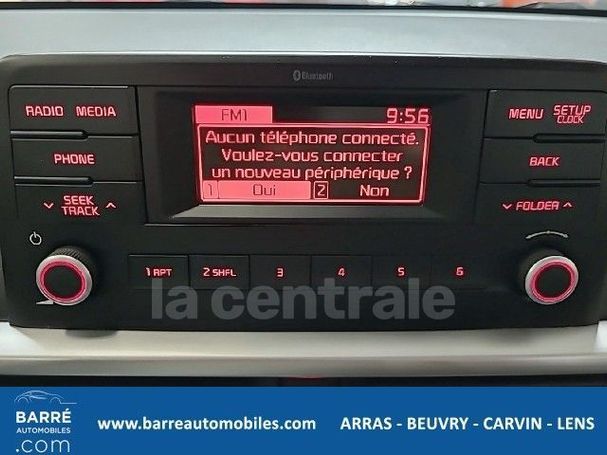 Bluetooth
RADIO MEDIA
FM1 9:56
MENU SETUP
CLOCK
PHONE
Aucun téléphone connecté.
Voulez-vous connecter
un nouveau périphérique ?
1 Oui 2 Non
BACK
SEEK
TRACK
FOLDER
1 RPT 2 SHFL 3 4 5 6
la centrale
BARRÉ
AUTOMOBILES
.com
www.barreautomobiles.com ARRAS - BEUVRY - CARVIN - LENS